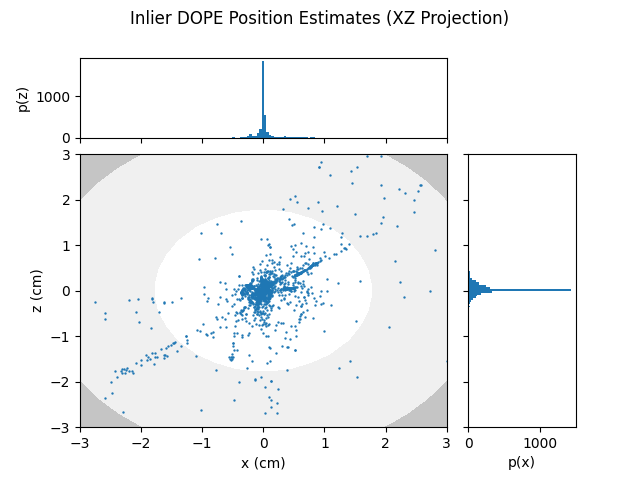 Inlier DOPE Position Estimates (XZ Projection)
p(z)
1000
0
3
2
1
0
−1
−2
−3
z (cm)
−3 −2 −1 0 1 2 3
x (cm)
0 1000
p(x)